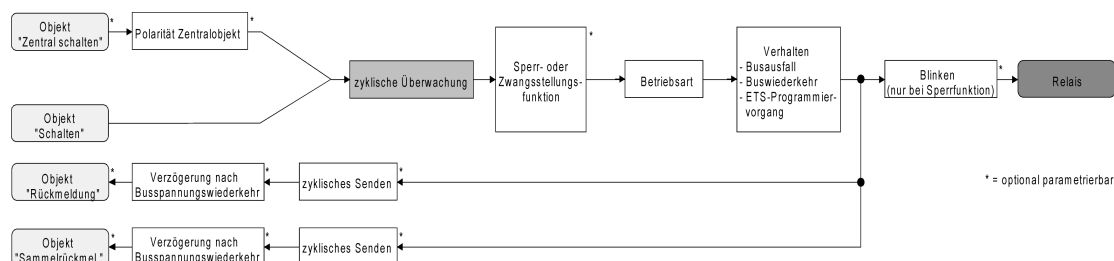 Objekt
"Zentral schalten"
*
Polarität Zentralobjekt
*
Objekt
"Schalten"
zyklische Überwachung
Sperr- oder
Zwangsstellungs-
funktion
*
Betriebsart
Verhalten
- Busausfall
- Buswiederkehr
- ETS-Programmier-
vorgang
Blinken
(nur bei Sperrfunktion)
*
Relais
Objekt
"Rückmeldung"
*
Verzögerung nach
Busspannungswiederkehr
*
zyklisches Senden
*
* = optional parametrierbar
Objekt
"Sammelrückmel."
*
Verzögerung nach
Busspannungswiederkehr
*
zyklisches Senden
*